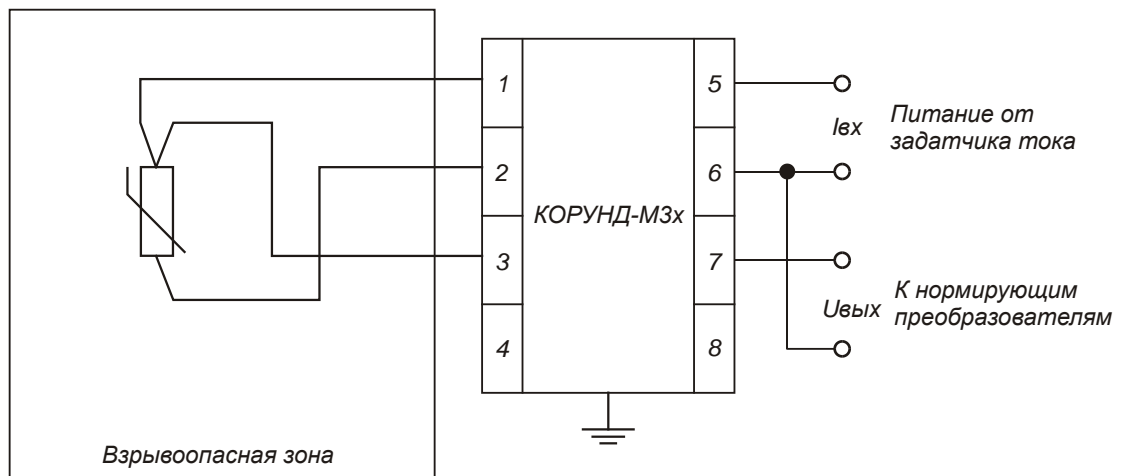 1
2
3
4
КОРУНД-М3х
5
6
7
8
Iвх
Питание от
задатчика тока
Uвых
К нормирующим
преобразователям
Взрывоопасная зона